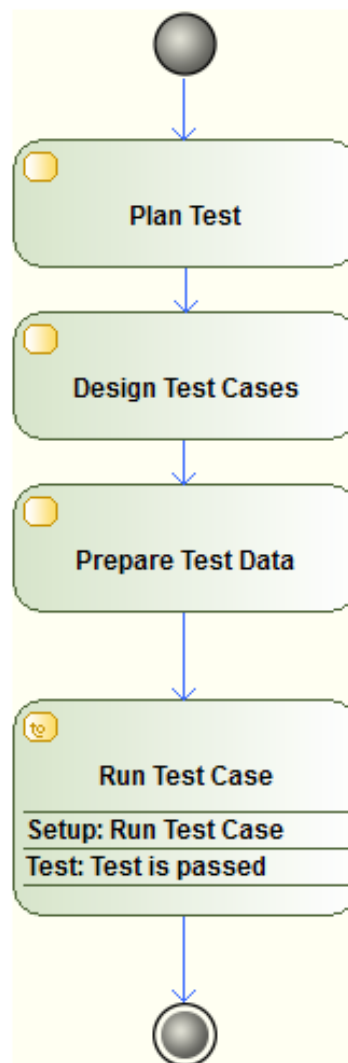 Plan Test
Design Test Cases
Prepare Test Data
Run Test Case
Setup: Run Test Case
Test: Test is passed